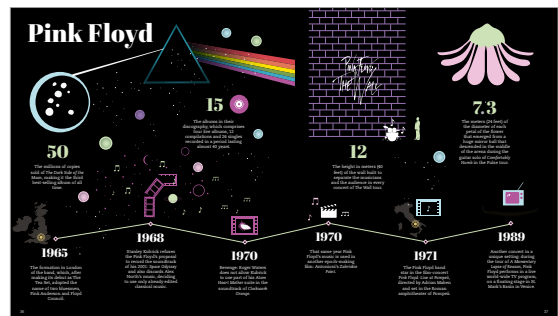 Pink Floyd
Pink Floyd
THE WALL
15
The albums in their
discography, which comprises
four live albums, 12
compilations and 26 singles
recorded in a period lasting
almost 60 years.
50
The millions of copies
sold of The Dark Side of the
Moon, making it the third
best-selling album of all
time.
12
The height in meters (40
feet) of the wall built to
separate the musicians
and the audience in every
concert of The Wall tour
7.3
The meters (24 feet) of
the diameter of each
petal of the flower
that emerged from a
huge mirror ball that
descended in the middle
of the arena during the
guitar solo of Comfortably
Numb in the Pulse tour.
1965
The formation in London
of the band, which, after
making its debut as The
Tea Set, adopted the
name of two bluesmen,
Pink Anderson and Floyd
Council.
1968
Stanley Kubrick refuses
the Pink Floyd's proposal
to record the soundtrack
of his 2001: Space Odyssey
and also discards Alex
North's music, deciding
to use only already-edited
classical music.
1970
Revenge: Roger Waters
does not allow Kubrick
to use part of his Atom
Heart Mother suite in the
soundtrack of Clockwork
Orange.
1970
That same year Pink
Floyd's music is used in
another epoch-making
film: Antonioni's Zabriskie
Point.
1971
The Pink Floyd band
star in the film-concert
Live at Pompeii,
directed by Adrian Maben
and set in the Roman
amphitheater of Pompeii.
1989
Another concert in a
unique setting: during
the tour of A Momentary
Lapse of Reason, Pink
Floyd performs in a live
world-wide TV program,
on a floating stage in St.
Mark's Basin in Venice.